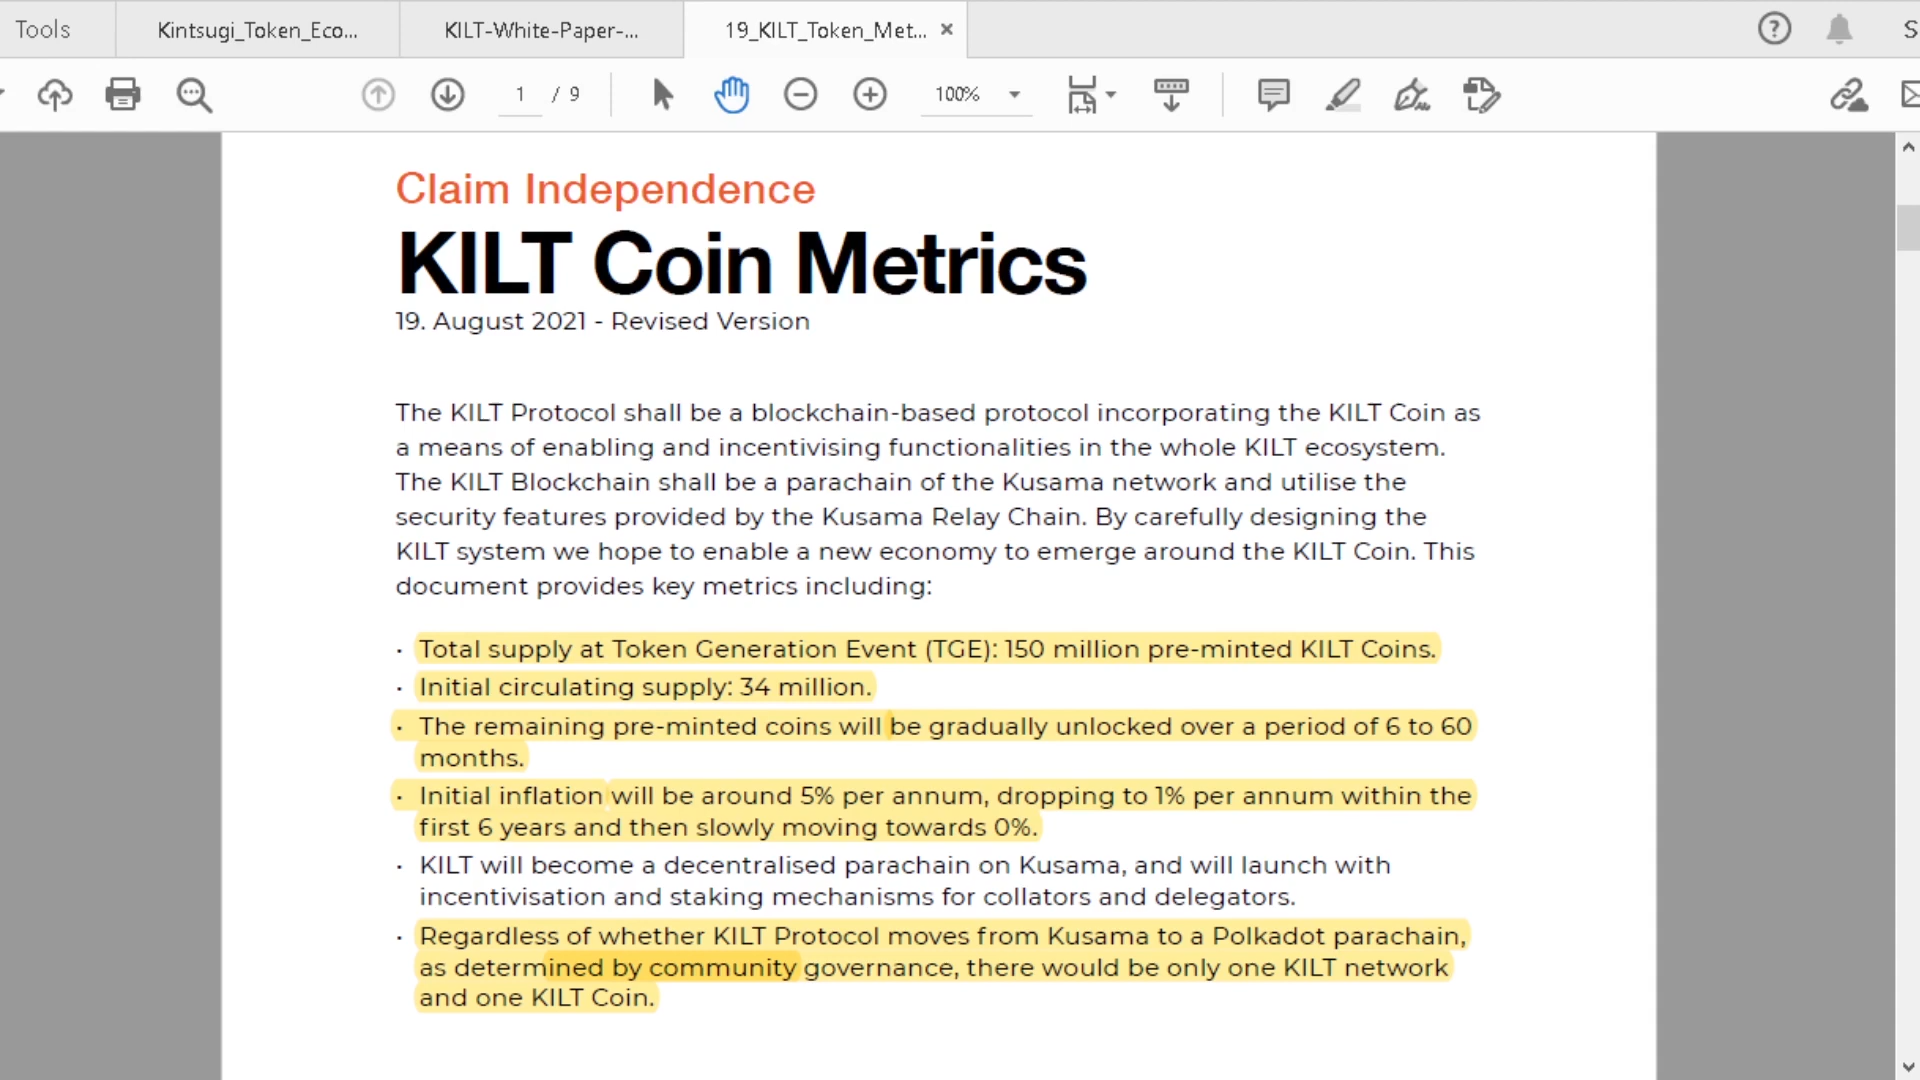 Tools
Kintsugi_Token_Eco...
KILT-White-Paper-...
19_KILT_Token_Met...
S
1 / 9
100%
Claim Independence
KILT Coin Metrics
19. August 2021 - Revised Version
The KILT Protocol shall be a blockchain-based protocol incorporating the KILT Coin as
a means of enabling and incentivising functionalities in the whole KILT ecosystem.
The KILT Blockchain shall be a parachain of the Kusama network and utilise the
security features provided by the Kusama Relay Chain. By carefully designing the
KILT system we hope to enable a new economy to emerge around the KILT Coin. This
document provides key metrics including:
· Total supply at Token Generation Event (TGE): 150 million pre-minted KILT Coins.
· Initial circulating supply: 34 million.
· The remaining pre-minted coins will be gradually unlocked over a period of 6 to 60
months.
· Initial inflation will be around 5% per annum, dropping to 1% per annum within the
first 6 years and then slowly moving towards 0%.
· KILT will become a decentralised parachain on Kusama, and will launch with
incentivisation and staking mechanisms for collators and delegators.
· Regardless of whether KILT Protocol moves from Kusama to a Polkadot parachain,
as determined by community governance, there would be only one KILT network
and one KILT Coin.